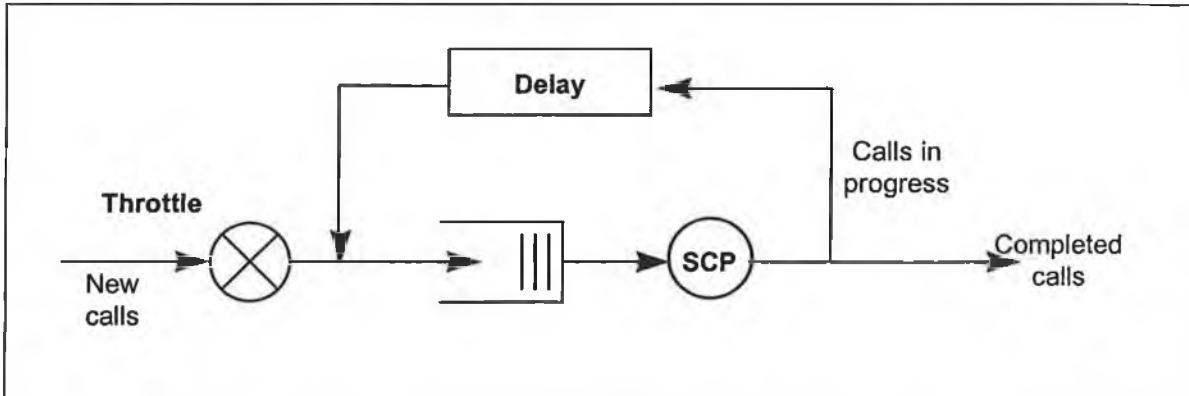 Delay
Calls in
progress
Throttle
New
calls
SCP
Completed
calls